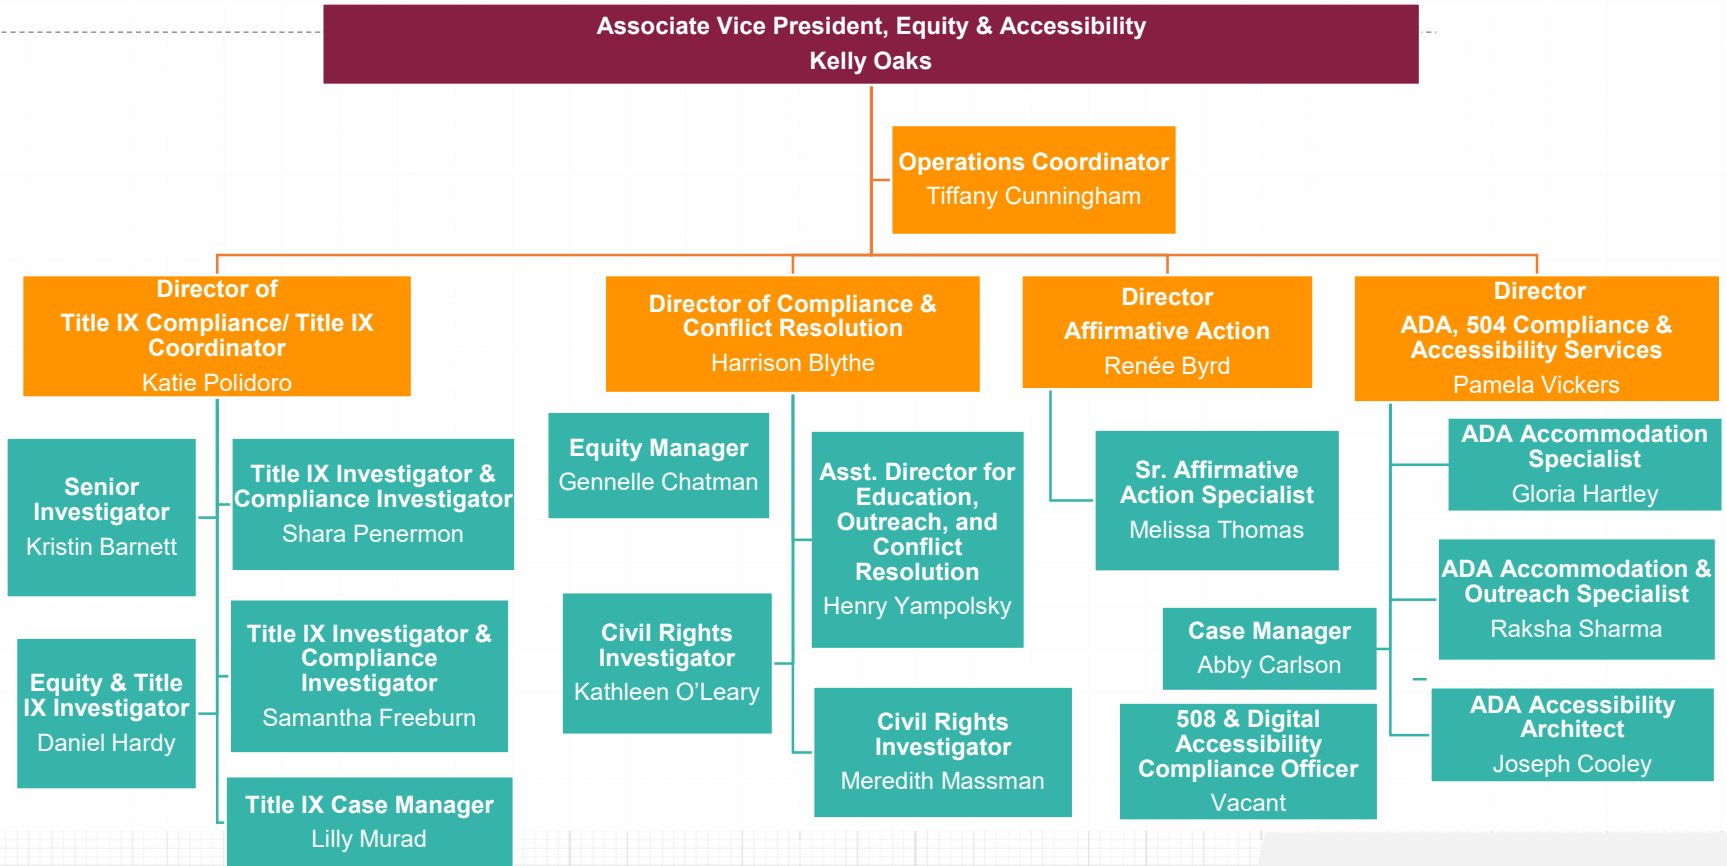 Associate Vice President, Equity & Accessibility
Kelly Oaks
Operations Coordinator
Tiffany Cunningham
Director of
Title IX Compliance/ Title IX
Coordinator
Katie Polidoro
Director of Compliance &
Conflict Resolution
Harrison Blythe
Director
Affirmative Action
Renée Byrd
Director
ADA, 504 Compliance &
Accessibility Services
Pamela Vickers
Senior
Investigator
Kristin Barnett
Title IX Investigator &
Compliance Investigator
Shara Penermon
Equity & Title
IX Investigator
Daniel Hardy
Title IX Investigator &
Compliance
Investigator
Samantha Freeburn
Title IX Case Manager
Lilly Murad
Equity Manager
Gennelle Chatman
Asst. Director for
Education,
Outreach, and
Conflict
Resolution
Henry Yampolsky
Civil Rights
Investigator
Kathleen O’Leary
Civil Rights
Investigator
Meredith Massman
Sr. Affirmative
Action Specialist
Melissa Thomas
ADA Accommodation
Specialist
Gloria Hartley
ADA Accommodation &
Outreach Specialist
Raksha Sharma
Case Manager
Abby Carlson
ADA Accessibility
Architect
Joseph Cooley
508 & Digital
Accessibility
Compliance Officer
Vacant